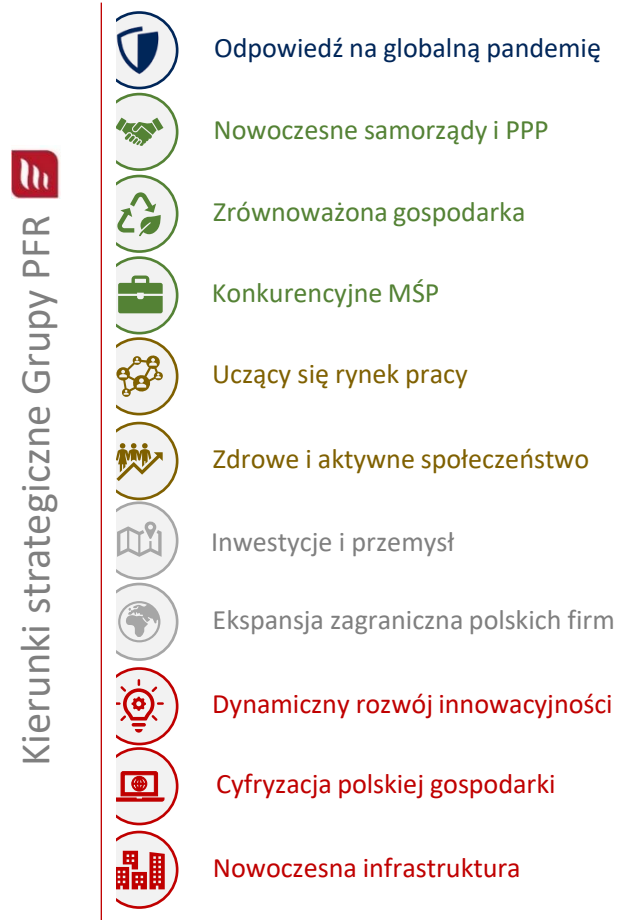 Kierunki strategiczne Grupy PFR
Odpowiedź na globalną pandemię
Nowoczesne samorządy i PPP
Zrównoważona gospodarka
Konkurencyjne MŚP
Uczący się rynek pracy
Zdrowe i aktywne społeczeństwo
Inwestycje i przemysł
Ekspansja zagraniczna polskich firm
Dynamiczny rozwój innowacyjności
Cyfryzacja polskiej gospodarki
Nowoczesna infrastruktura